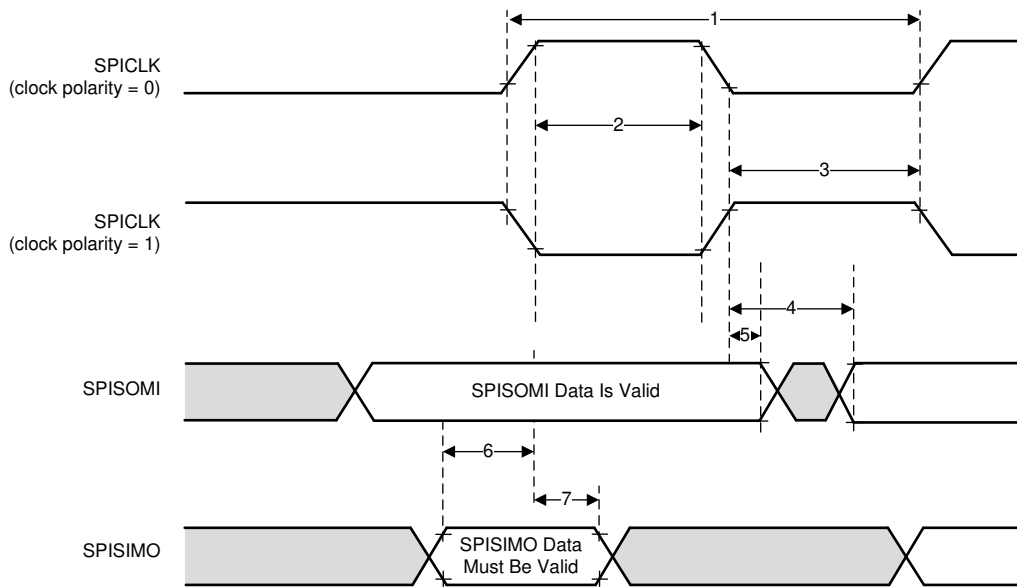 1
SPICLK
(clock polarity = 0)
2
3
SPICLK
(clock polarity = 1)
4
5
SPISOMI
SPISOMI Data Is Valid
6
7
SPISIMO
SPISIMO Data
Must Be Valid